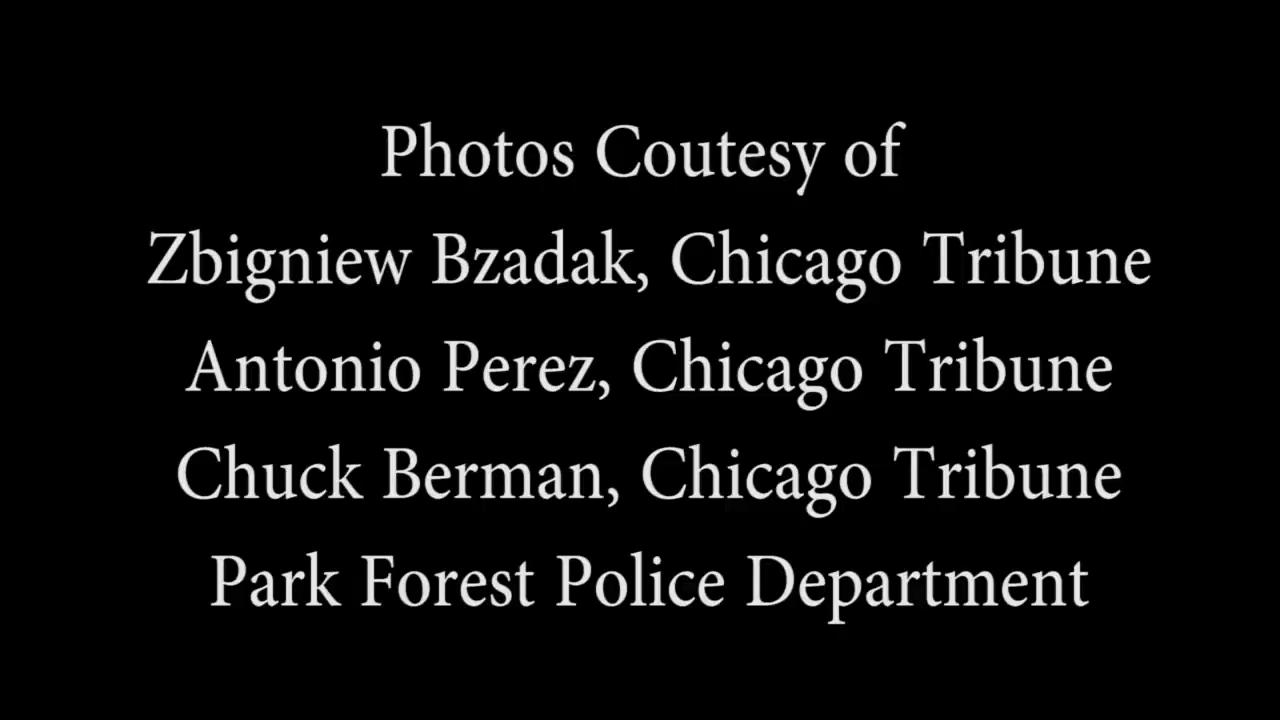 Photos Coutesy of
Zbigniew Bzadak, Chicago Tribune
Antonio Perez, Chicago Tribune
Chuck Berman, Chicago Tribune
Park Forest Police Department